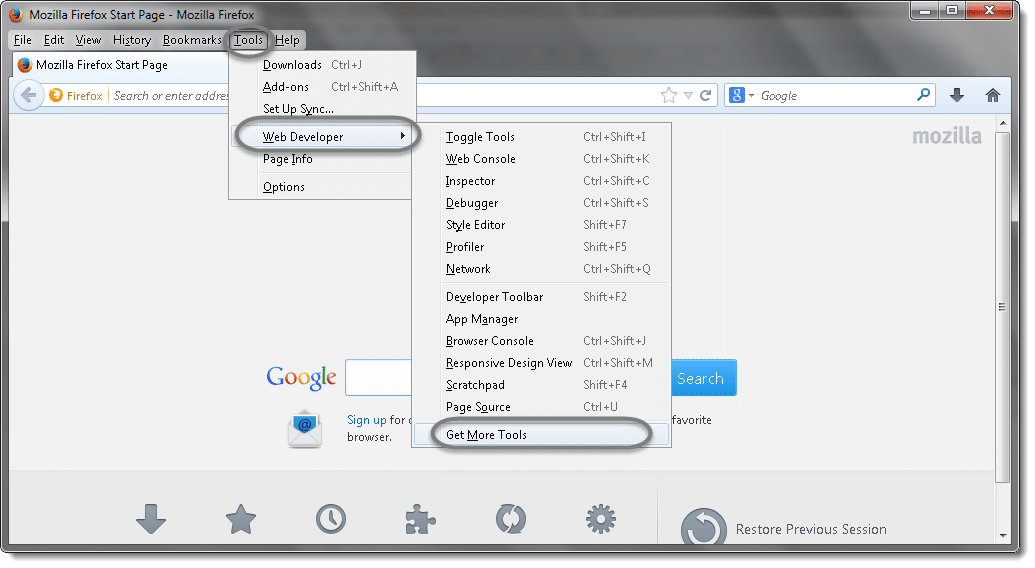 Mozilla Firefox Start Page - Mozilla Firefox
File Edit View History Bookmarks Tools Help
Mozilla Firefox Start Page
Firefox Search or enter addre
Google
Downloads Ctrl+J
Add-ons Ctrl+Shift+A
Set Up Sync...
Web Developer
Page Info
Options
mozilla
Toggle Tools Ctrl+Shift+I
Web Console Ctrl+Shift+K
Inspector Ctrl+Shift+C
Debugger Ctrl+Shift+S
Style Editor Shift+F7
Profiler Shift+F5
Network Ctrl+Shift+Q
Developer Toolbar Shift+F2
App Manager
Browser Console Ctrl+Shift+J
Responsive Design View Ctrl+Shift+M
Scratchpad Shift+F4
Page Source Ctrl+U
Get More Tools
Google Search
Sign up for favorite
browser.
Restore Previous Session